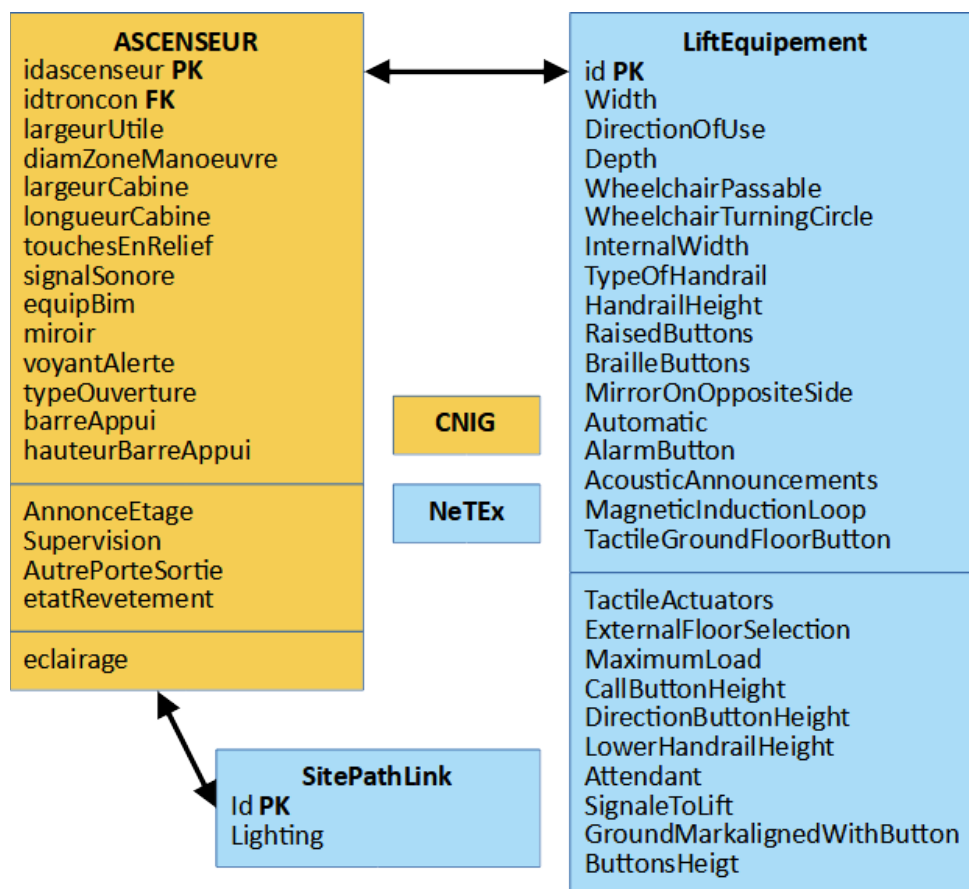 ASCENSEUR
idascenseur PK
idtroncon FK
largeurUtile
diamZoneManoeuvre
largeurCabine
longueurCabine
touchesEnRelief
signalSonore
equipBim
miroir
voyantAlerte
typeOuverture
barreAppui
hauteurBarreAppui
AnnonceEtage
Supervision
AutrePorteSortie
etatRevetement
eclairage
CNIG
NeTEx
SitePathLink
Id PK
Lighting
LiftEquipement
id PK
Width
DirectionOfUse
Depth
WheelchairPassable
WheelchairTurningCircle
InternalWidth
TypeOfHandrail
HandrailHeight
RaisedButtons
BrailleButtons
MirrorOnOppositeSide
Automatic
AlarmButton
AcousticAnnouncements
MagneticInductionLoop
TactileGroundFloorButton
TactileActuators
ExternalFloorSelection
MaximumLoad
CallButtonHeight
DirectionButtonHeight
LowerHandrailHeight
Attendant
SignaleToLift
GroundMarkalignedWithButton
ButtonsHeigt